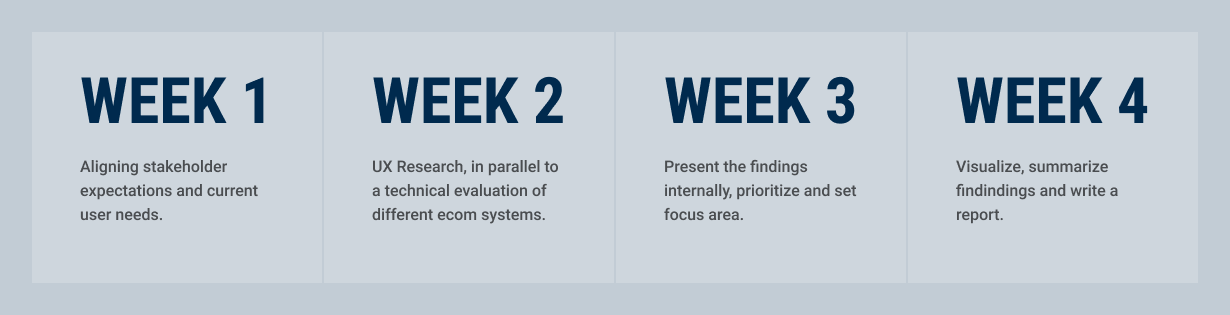 WEEK 1
Aligning stakeholder
expectations and current
user needs.
WEEK 2
UX Research, in parallel to
a technical evaluation of
different ecom systems.
WEEK 3
Present the findings
internally, prioritize and set
focus area.
WEEK 4
Visualize, summarize
findindings and write a
report.